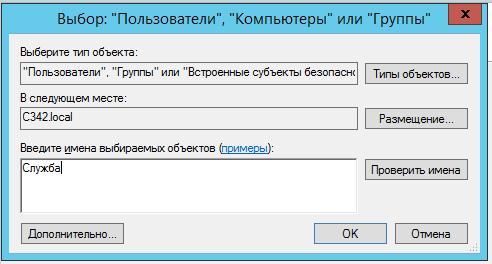 Выбор: "Пользователи", "Компьютеры" или "Группы"
x
Выберите тип объекта:
"Пользователи", "Группы" или "Встроенные субъекты безопасно
Типы объектов...
В следующем месте:
C342.local
Размещение...
Введите имена выбираемых объектов (примеры):
Служба
Проверить имена
Дополнительно...
OK
Отмена